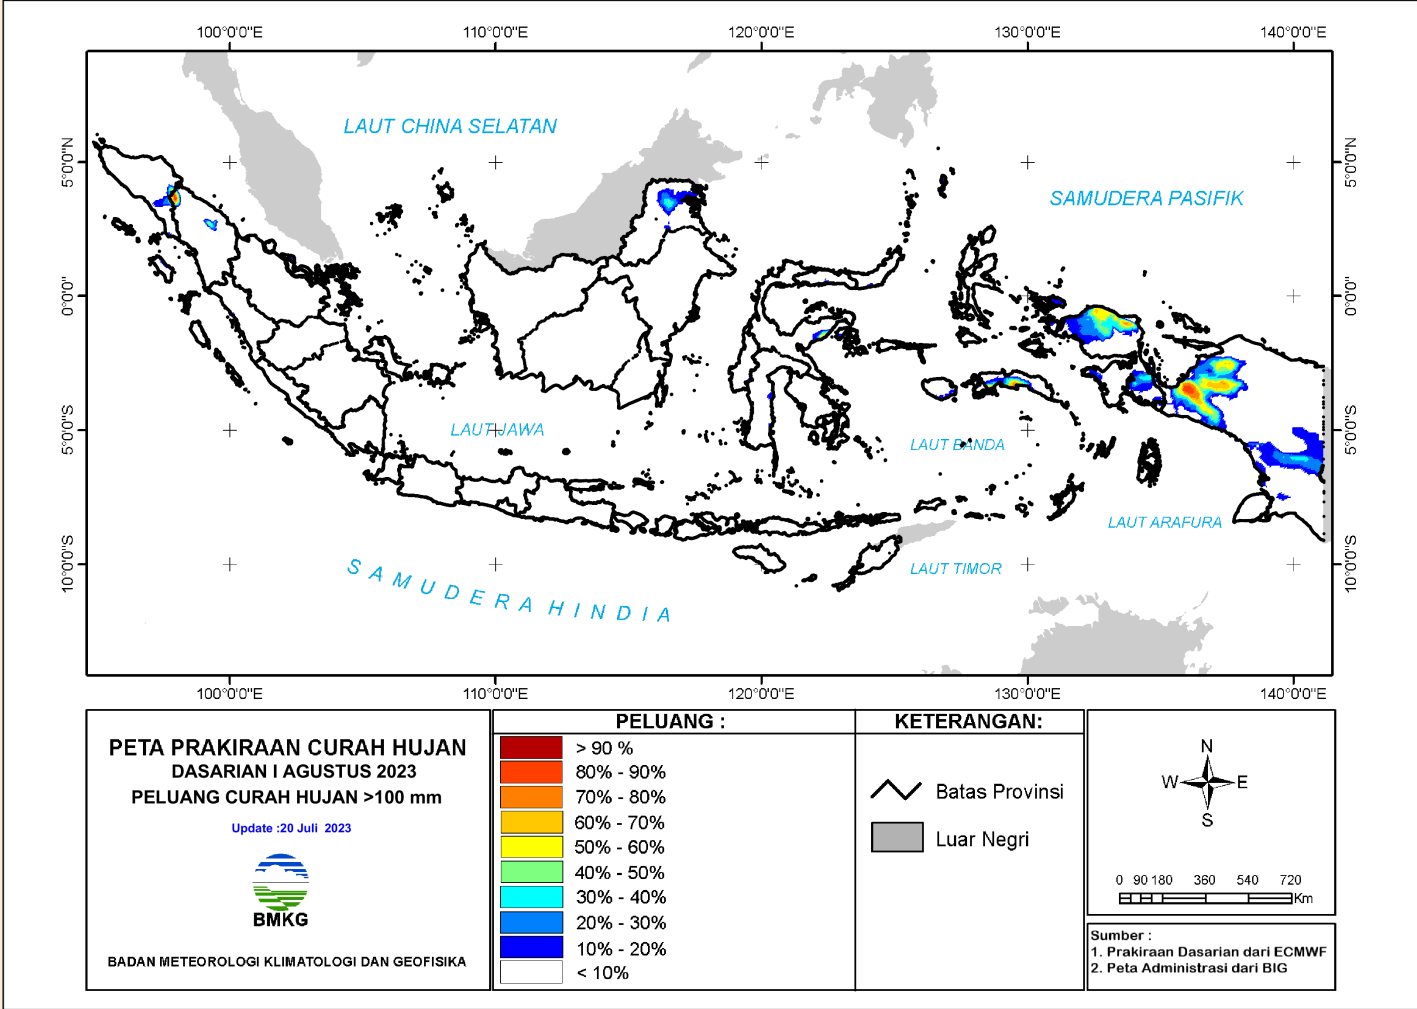 100°0'0"E 110°0'0"E 120°0'0"E 130°0'0"E 140°0'0"E
5°0'0"N
0°0'0"
5°0'0"S
10°0'0"S
LAUT CHINA SELATAN
SAMUDERA PASIFIK
LAUT JAWA
LAUT BANDA
LAUT ARAFURA
LAUT TIMOR
SAMUDERA HINDIA
5°0'0"N
0°0'0"
5°0'0"S
10°0'0"S
100°0'0"E 110°0'0"E 120°0'0"E 130°0'0"E 140°0'0"E
PETA PRAKIRAAN CURAH HUJAN
DASARIAN I AGUSTUS 2023
PELUANG CURAH HUJAN >100 mm
Update :20 Juli 2023
BMKG
BADAN METEOROLOGI KLIMATOLOGI DAN GEOFISIKA
PELUANG :
> 90 %
80% - 90%
70% - 80%
60% - 70%
50% - 60%
40% - 50%
30% - 40%
20% - 30%
10% - 20%
< 10%
KETERANGAN:
Batas Provinsi
Luar Negri
N
W E
S
0 90 180 360 540 720
Km
Sumber :
1. Prakiraan Dasarian dari ECMWF
2. Peta Administrasi dari BIG